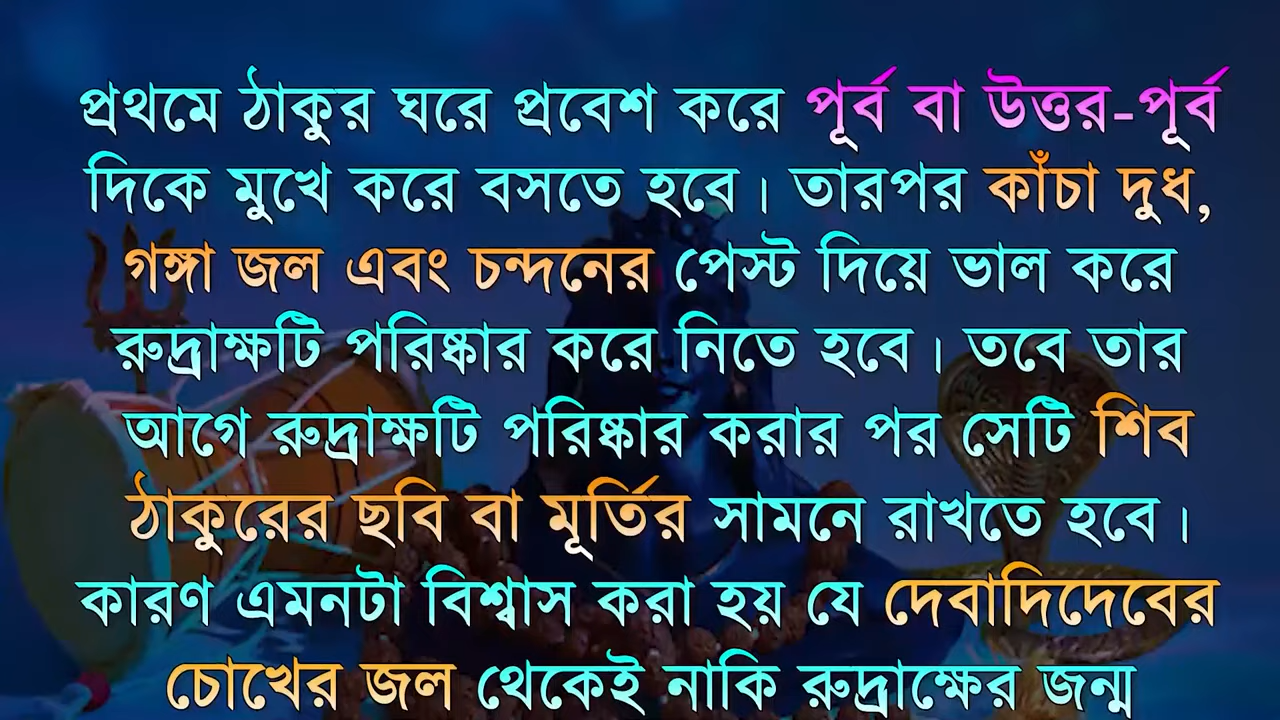 প্রথমে ঠাকুর ঘরে প্রবেশ করে পূর্ব বা উত্তর-পূর্ব
দিকে মুখে করে বসতে হবে। তারপর কাঁচা দুধ,
গঙ্গা জল এবং চন্দনের পেস্ট দিয়ে ভাল করে
রুদ্রাক্ষটি পরিষ্কার করে নিতে হবে। তবে তার
আগে রুদ্রাক্ষটি পরিষ্কার করার পর সেটি শিব
ঠাকুরের ছবি বা মূর্তির সামনে রাখতে হবে।
কারণ এমনটা বিশ্বাস করা হয় যে দেবাদিদেবের
চোখের জল থেকেই নাকি রুদ্রাক্ষের জন্ম